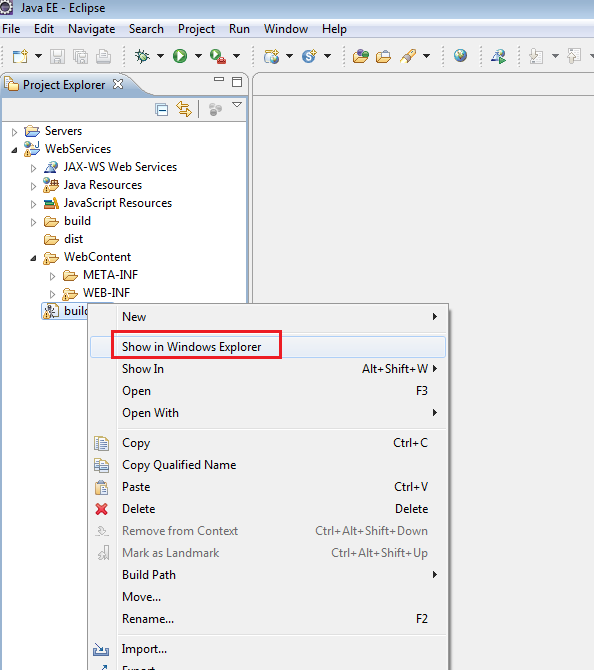 Java EE - Eclipse
File Edit Navigate Search Project Run Window Help
Project Explorer
Servers
WebServices
JAX-WS Web Services
Java Resources
JavaScript Resources
build
dist
WebContent
META-INF
WEB-INF
build
New
Show in Windows Explorer
Show In Alt+Shift+W
Open F3
Open With
Copy Ctrl+C
Copy Qualified Name
Paste Ctrl+V
Delete Delete
Remove from Context Ctrl+Alt+Shift+Down
Mark as Landmark Ctrl+Alt+Shift+Up
Build Path
Move...
Rename... F2
Import...